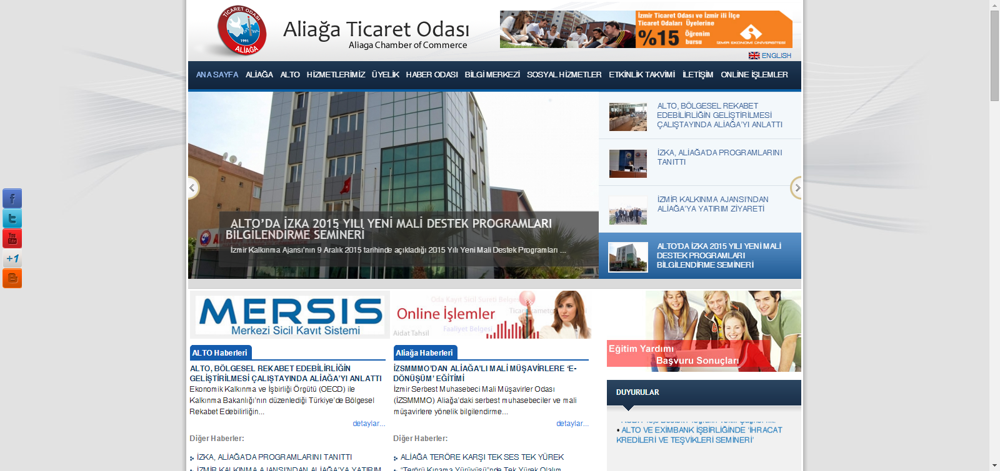 TİCARET ODASI
1991
ALİAĞA
Aliağa Ticaret Odası
Aliaga Chamber of Commerce
İzmir Ticaret Odası ve İzmir ili İlçe
Ticaret Odaları Üyelerine
%15 Öğrenim
bursu
İZMİR EKONOMİ ÜNİVERSİTESİ
ENGLISH
ANA SAYFA ALİAĞA ALTO HİZMETLERİMİZ ÜYELİK HABER ODASI BİLGİ MERKEZİ SOSYAL HİZMETLER ETKİNLİK TAKVİMİ İLETİŞİM ONLINE İŞLEMLER
ALTO'DA İZKA 2015 YILI YENİ MALİ DESTEK PROGRAMLARI
BİLGİLENDİRME SEMİNERİ
İzmir Kalkınma Ajansı'nın 9 Aralık 2015 tarihinde açıkladığı 2015 Yılı Yeni Mali Destek Programları ...
ALTO, BÖLGESEL REKABET
EDEBİLİRLİĞİN GELİŞTİRİLMESİ
ÇALIŞTAYINDA ALİAĞA'YI ANLATTI
İZKA, ALİAĞA'DA PROGRAMLARINI
TANITTI
İZMİR KALKINMA AJANSI'NDAN
ALİAĞA'YA YATIRIM ZİYARETİ
ALTO'DA İZKA 2015 YILI YENİ MALİ
DESTEK PROGRAMLARI
BİLGİLENDİRME SEMİNERİ
You
Tube
+1
MERSIS
Merkezi Sicil Kayıt Sistemi
Oda Kayıt Sicil Sureti Belgesi
Online İşlemler
Faaliyet Belgesi
Aidat Tahsil
Eğitim Yardımı
Başvuru Sonuçları
ALTO Haberleri
ALTO, BÖLGESEL REKABET EDEBİLİRLİĞİN
GELİŞTİRİLMESİ ÇALIŞTAYINDA ALİAĞA'YI ANLATTI
Ekonomik Kalkınma ve İşbirliği Örgütü (OECD) ile
Kalkınma Bakanlığı'nın düzenlediği Türkiye'de Bölgesel
Rekabet Edebilirliğin...
detaylar...
Diğer Haberler:
İZKA, ALİAĞA'DA PROGRAMLARINI TANITTI
İZMİR KALKINMA AJANSI'NDAN ALİAĞA'YA YATIRIM
Aliağa Haberleri
İZSMMMO'DAN ALİAĞA'LI MALİ MÜŞAVİRLERE 'E-
DÖNÜŞÜM' EĞİTİMİ
İzmir Serbest Muhasebeci Mali Müşavirler Odası
(İZSMMMO) Aliağa'daki serbest muhasebeciler ve mali
müşavirlere yönelik bilgilendirme...
detaylar...
Diğer Haberler:
ALİAĞA TERÖRE KARŞI TEK SES TEK YÜREK
"Terörü Kınama Yürüyüşü"nde Tek Yürek Olalım
DUYURULAR
• ALTO VE EXIMBANK İŞBİRLİĞİNDE 'İHRACAT
KREDİLERİ VE TEŞVİKLERİ SEMİNERİ'